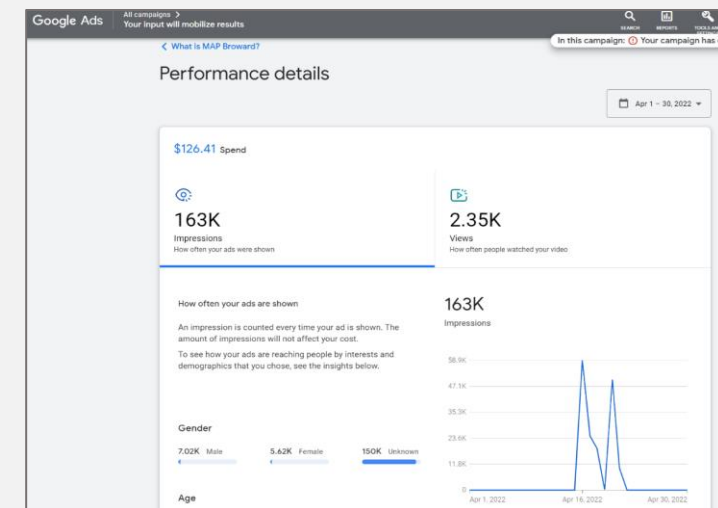 Google Ads
All campaigns >
Your input will mobilize results
SEARCH
REPORTS
In this campaign: Your campaign has
< What is MAP Broward?
Performance details
Apr 1 – 30, 2022
$126.41 Spend
163K
Impressions
How often your ads were shown
2.35K
Views
How often people watched your video
How often your ads are shown
An impression is counted every time your ad is shown. The
amount of impressions will not affect your cost.
To see how your ads are reaching people by interests and
demographics that you chose, see the insights below.
Gender
7.02K Male
5.62K Female
150K Unknown
Age
163K
Impressions
58.9K
47.1K
35.3K
23.6K
11.8K
0
Apr 1, 2022
Apr 16, 2022
Apr 30, 2022